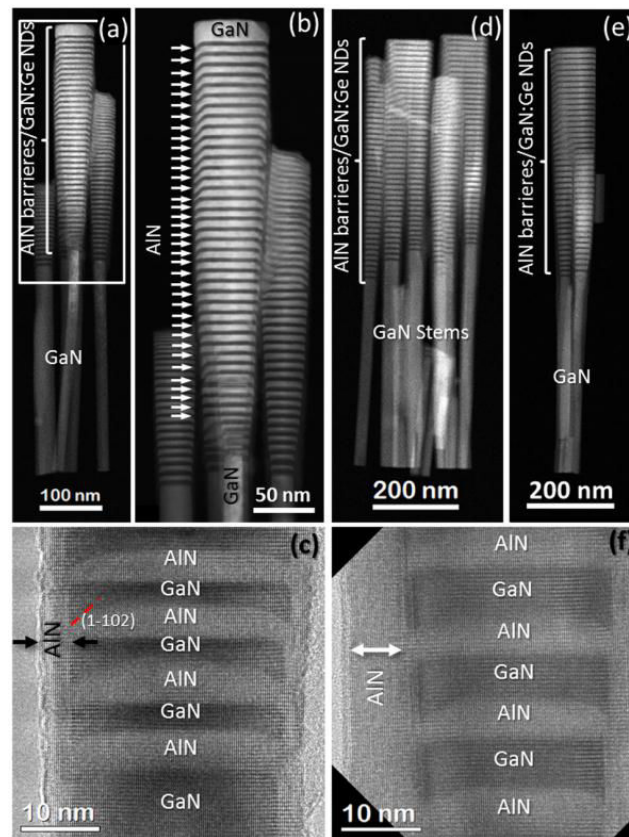 (a)
AlN barrieres/GaN:Ge NDs
GaN
100 nm
(b)
GaN
AlN
GaN
50 nm
(d)
AlN barrieres/GaN:Ge NDs
GaN Stems
200 nm
(e)
AlN barrieres/GaN:Ge NDs
GaN
200 nm
(c)
AlN
GaN
AlN
(1-102)
GaN
AlN
AlN
GaN
AlN
GaN
10 nm
(f)
AlN
GaN
AlN
GaN
AlN
AlN
GaN
AlN
10 nm